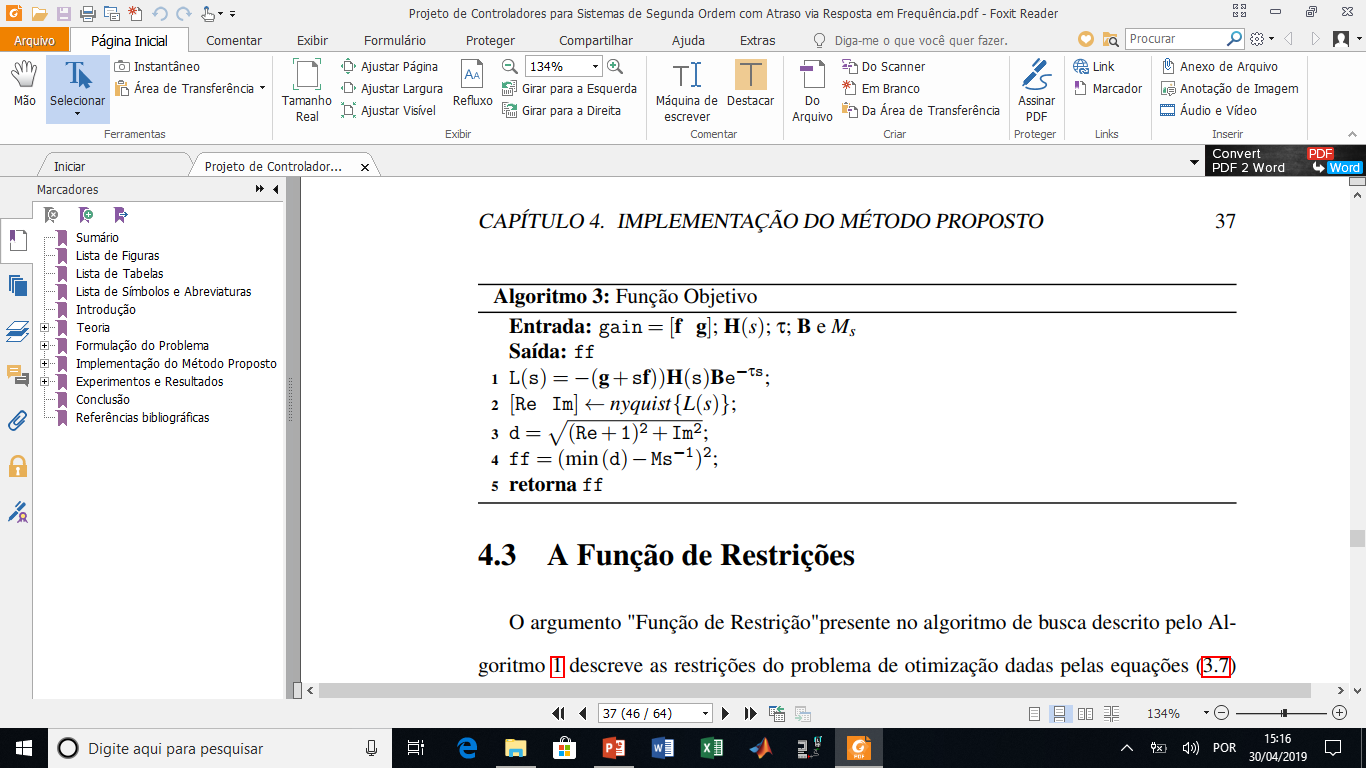 Projeto de Controladores para Sistemas de Segunda Ordem com Atraso via Resposta em Frequência.pdf - Foxit Reader
Arquivo Página Inicial Comentar Exibir Formulário Proteger Compartilhar Ajuda Extras Diga-me o que você quer fazer. Procurar
Mão
Selecionar
Instantâneo
Área de Transferência
Ferramentas
Tamanho Real
Ajustar Página
Ajustar Largura
Ajustar Visível
Refluxo
134%
Girar para a Esquerda
Girar para a Direita
Exibir
Máquina de escrever
Destacar
Comentar
Do Arquivo
Do Scanner
Em Branco
Da Área de Transferência
Criar
Assinar PDF
Proteger
Link
Marcador
Links
Anexo de Arquivo
Anotação de Imagem
Áudio e Vídeo
Inserir
Iniciar Projeto de Controlador...
Convert PDF
PDF 2 Word Word
Marcadores
Sumário
Lista de Figuras
Lista de Tabelas
Lista de Símbolos e Abreviaturas
Introdução
Teoria
Formulação do Problema
Implementação do Método Proposto
Experimentos e Resultados
Conclusão
Referências bibliográficas
CAPÍTULO 4. IMPLEMENTAÇÃO DO MÉTODO PROPOSTO 37
Algoritmo 3: Função Objetivo
Entrada: gain = [f g]; H(s); τ; B e Ms
Saída: ff
1 L(s) = −(g + sf))H(s)Be^−τs;
2 [Re Im] ← nyquist{L(s)};
3 d = √((Re + 1)² + Im²);
4 ff = (min (d) − Ms⁻¹)²;
5 retorna ff
4.3 A Função de Restrições
O argumento "Função de Restrição"presente no algoritmo de busca descrito pelo Al-
goritmo 1 descreve as restrições do problema de otimização dadas pelas equações (3.7)
37 (46 / 64) 134%
Digite aqui para pesquisar
POR
15:16
30/04/2019